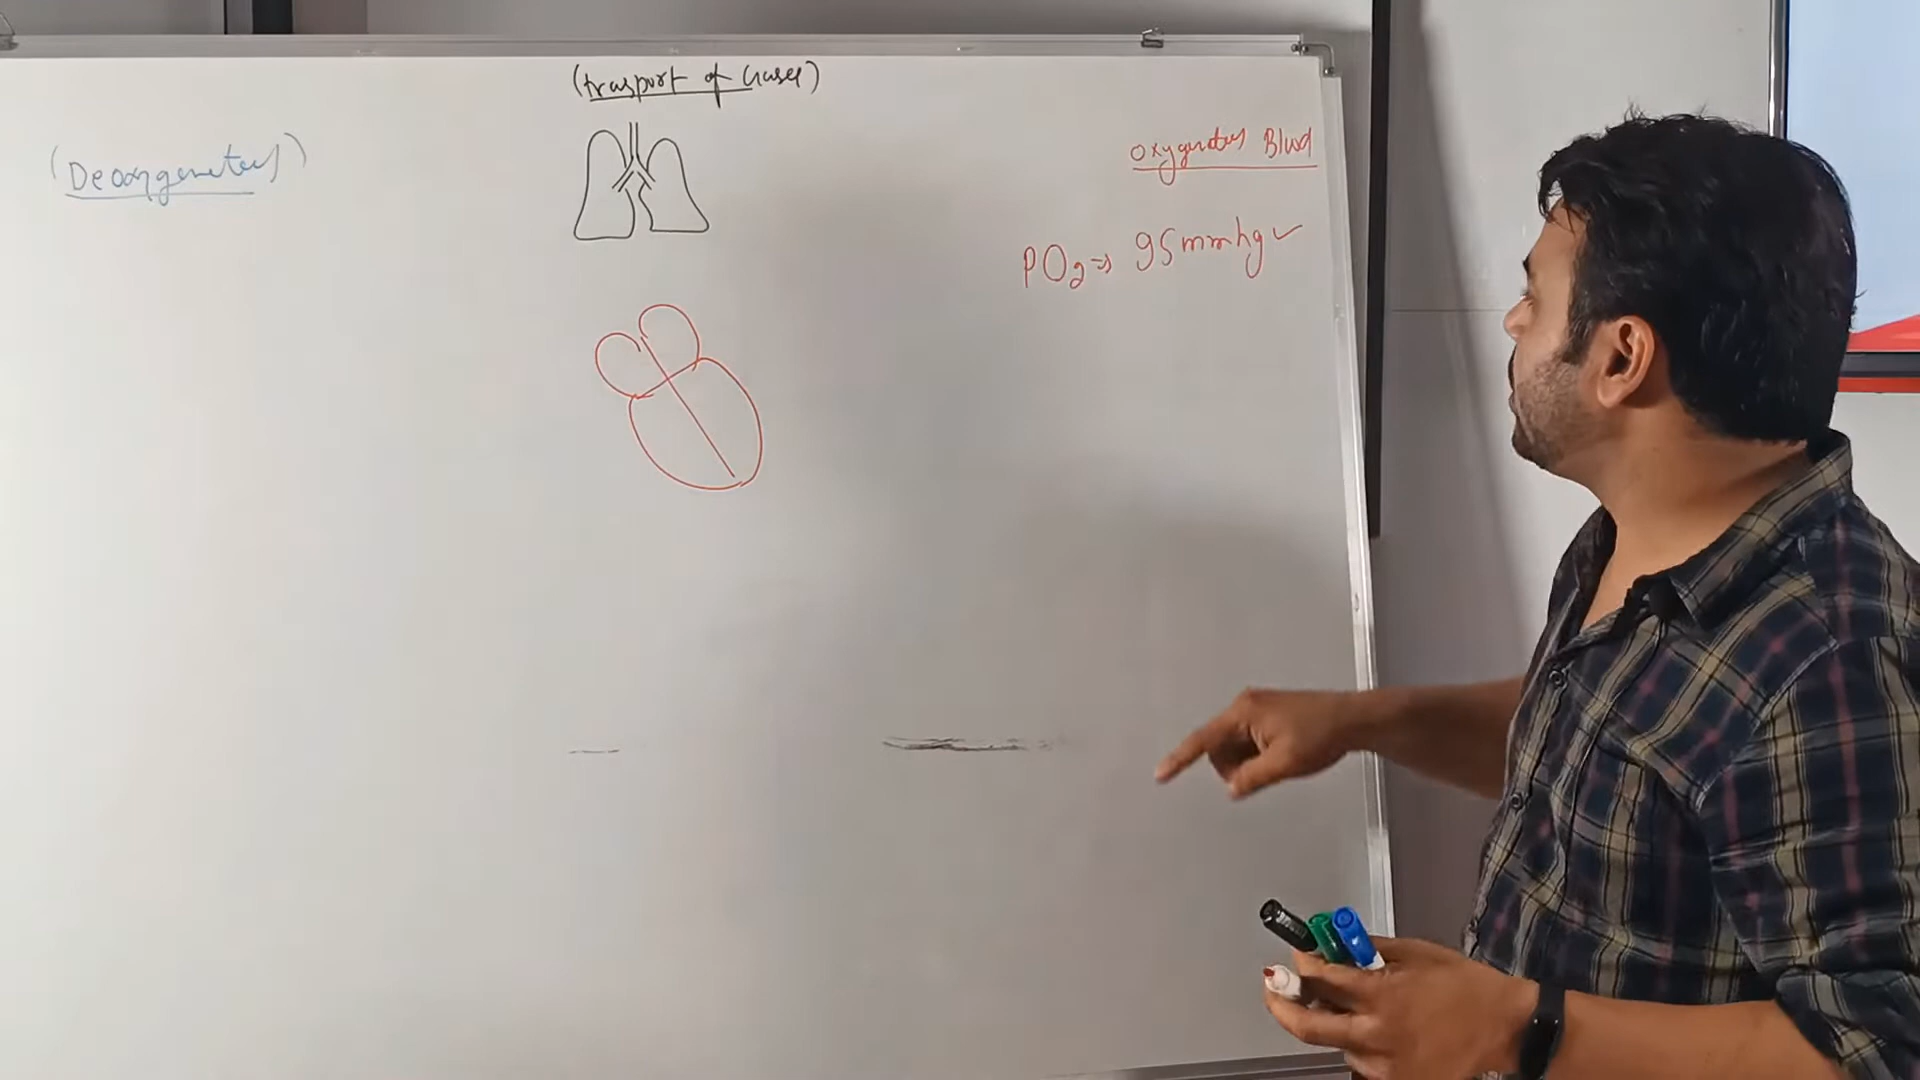 (trasport of Gases)
(Deoxygenated)
Oxygenated Blood
PO2 => 95mmhg ✓